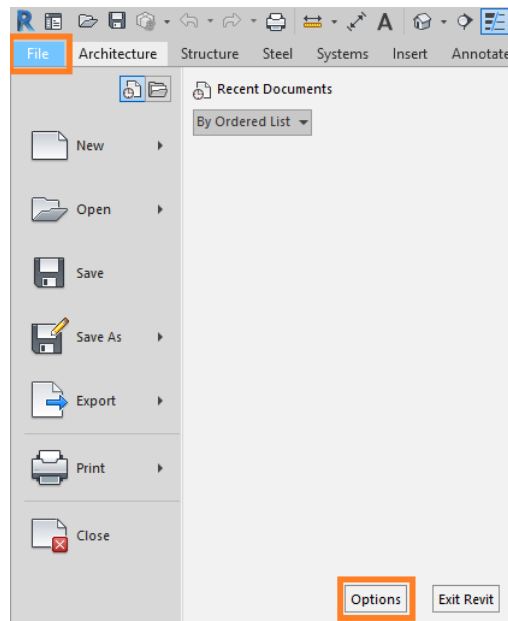 File Architecture Structure Steel Systems Insert Annotate
Recent Documents
By Ordered List
New
Open
Save
Save As
Export
Print
Close
Options Exit Revit